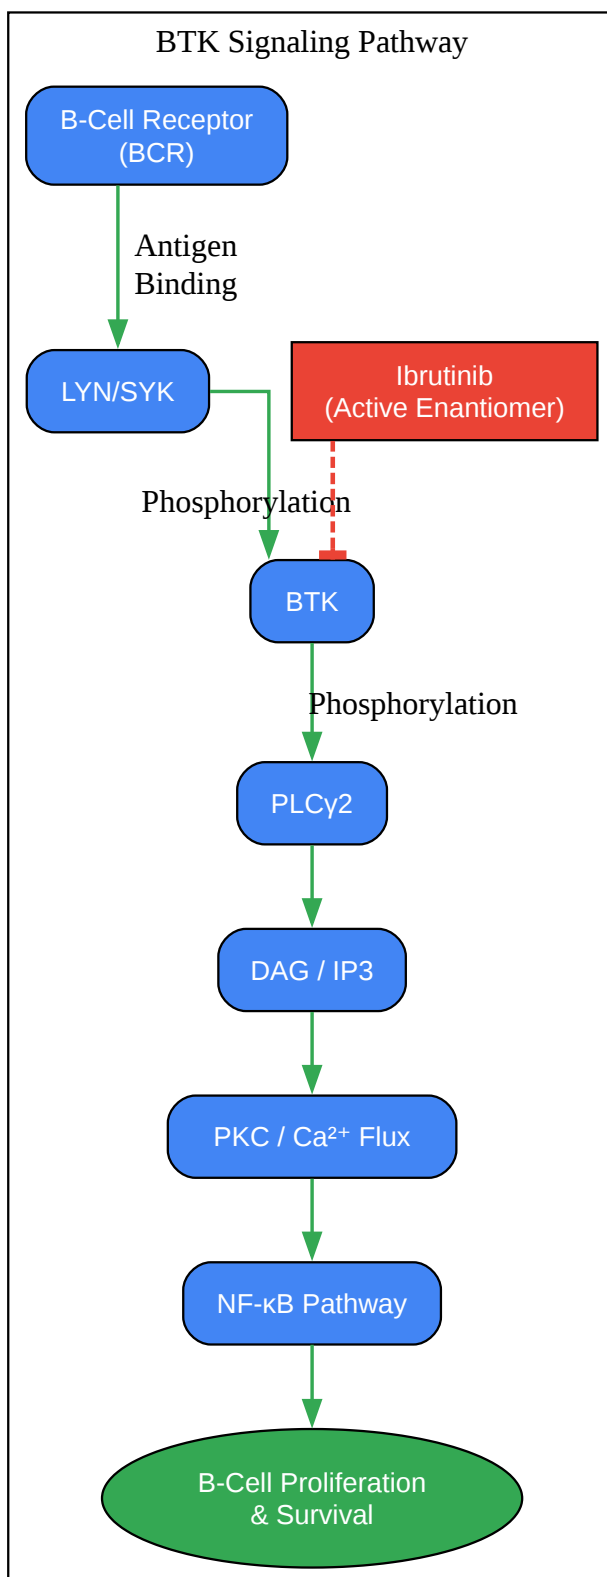 BTK Signaling Pathway
B-Cell Receptor
(BCR)
Antigen
Binding
LYN/SYK
Ibrutinib
(Active Enantiomer)
Phosphorylation
BTK
Phosphorylation
PLCγ2
DAG / IP3
PKC / Ca²⁺ Flux
NF-κB Pathway
B-Cell Proliferation
& Survival